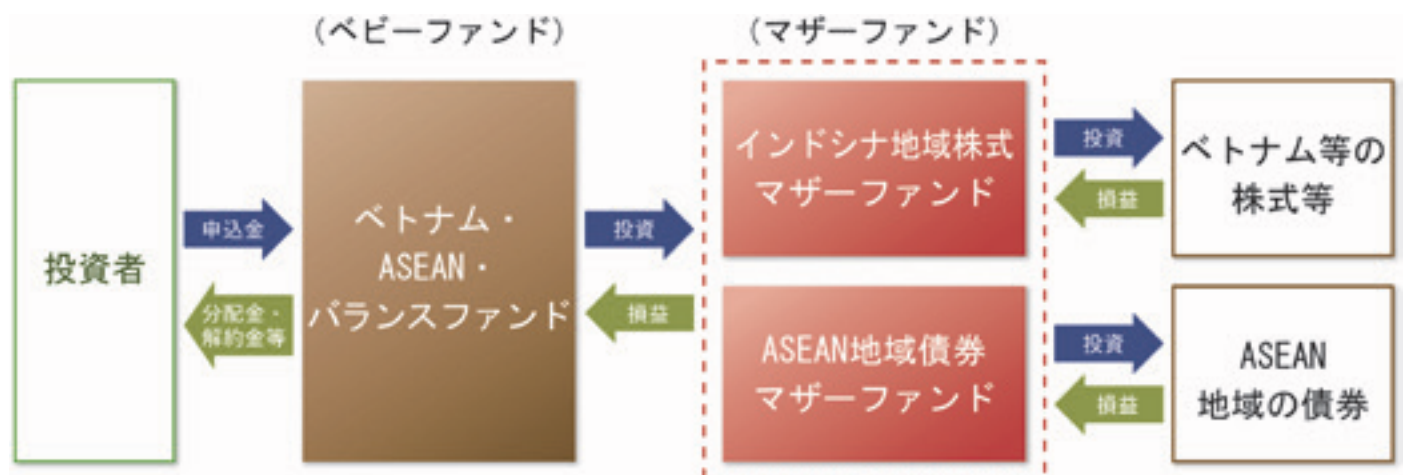 （ベビーファンド）
（マザーファンド）
投資者
申込金
分配金・
解約金等
ベトナム・
ASEAN・
バランスファンド
投資
損益
インドシナ地域株式
マザーファンド
ASEAN地域債券
マザーファンド
投資
損益
ベトナム等の
株式等
投資
損益
ASEAN
地域の債券